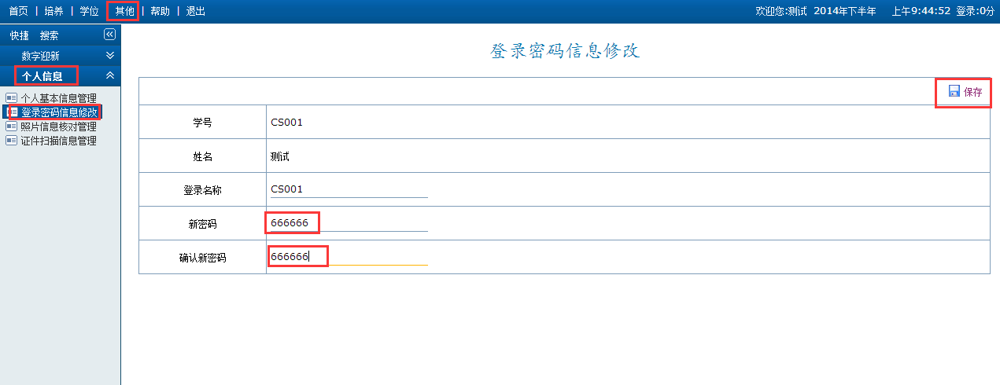 首页 | 培养 | 学位 | 其他 | 帮助 | 退出 欢迎您:测试 2014年下半年 上午9:44:52 登录:0分
快捷 搜索
数字迎新
个人信息
个人基本信息管理
登录密码信息修改
照片信息核对管理
证件扫描信息管理
登录密码信息修改
保存
学号 CS001
姓名 测试
登录名称 CS001
新密码 666666
确认新密码 666666